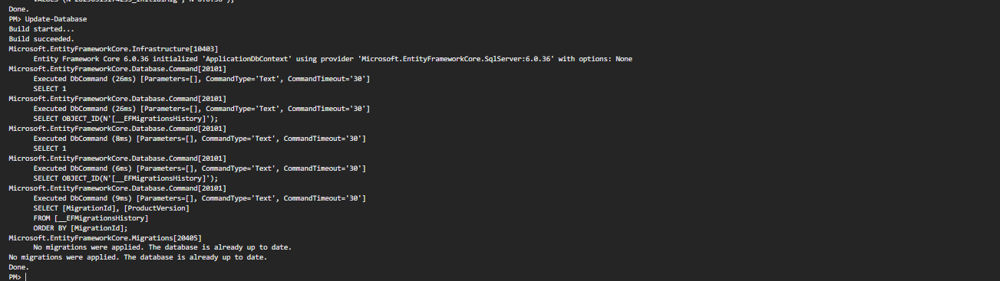 Done.
PM> Update-Database
Build started...
Build succeeded.
Microsoft.EntityFrameworkCore.Infrastructure[10403]
Entity Framework Core 6.0.36 initialized 'ApplicationDbContext' using provider 'Microsoft.EntityFrameworkCore.SqlServer:6.0.36' with options: None
Microsoft.EntityFrameworkCore.Database.Command[20101]
Executed DbCommand (26ms) [Parameters=[], CommandType='Text', CommandTimeout='30']
SELECT 1
Microsoft.EntityFrameworkCore.Database.Command[20101]
Executed DbCommand (26ms) [Parameters=[], CommandType='Text', CommandTimeout='30']
SELECT OBJECT_ID(N'[__EFMigrationsHistory]');
Microsoft.EntityFrameworkCore.Database.Command[20101]
Executed DbCommand (8ms) [Parameters=[], CommandType='Text', CommandTimeout='30']
SELECT 1
Microsoft.EntityFrameworkCore.Database.Command[20101]
Executed DbCommand (6ms) [Parameters=[], CommandType='Text', CommandTimeout='30']
SELECT OBJECT_ID(N'[__EFMigrationsHistory]');
Microsoft.EntityFrameworkCore.Database.Command[20101]
Executed DbCommand (9ms) [Parameters=[], CommandType='Text', CommandTimeout='30']
SELECT [MigrationId], [ProductVersion]
FROM [__EFMigrationsHistory]
ORDER BY [MigrationId];
Microsoft.EntityFrameworkCore.Migrations[20405]
No migrations were applied. The database is already up to date.
No migrations were applied. The database is already up to date.
Done.
PM>